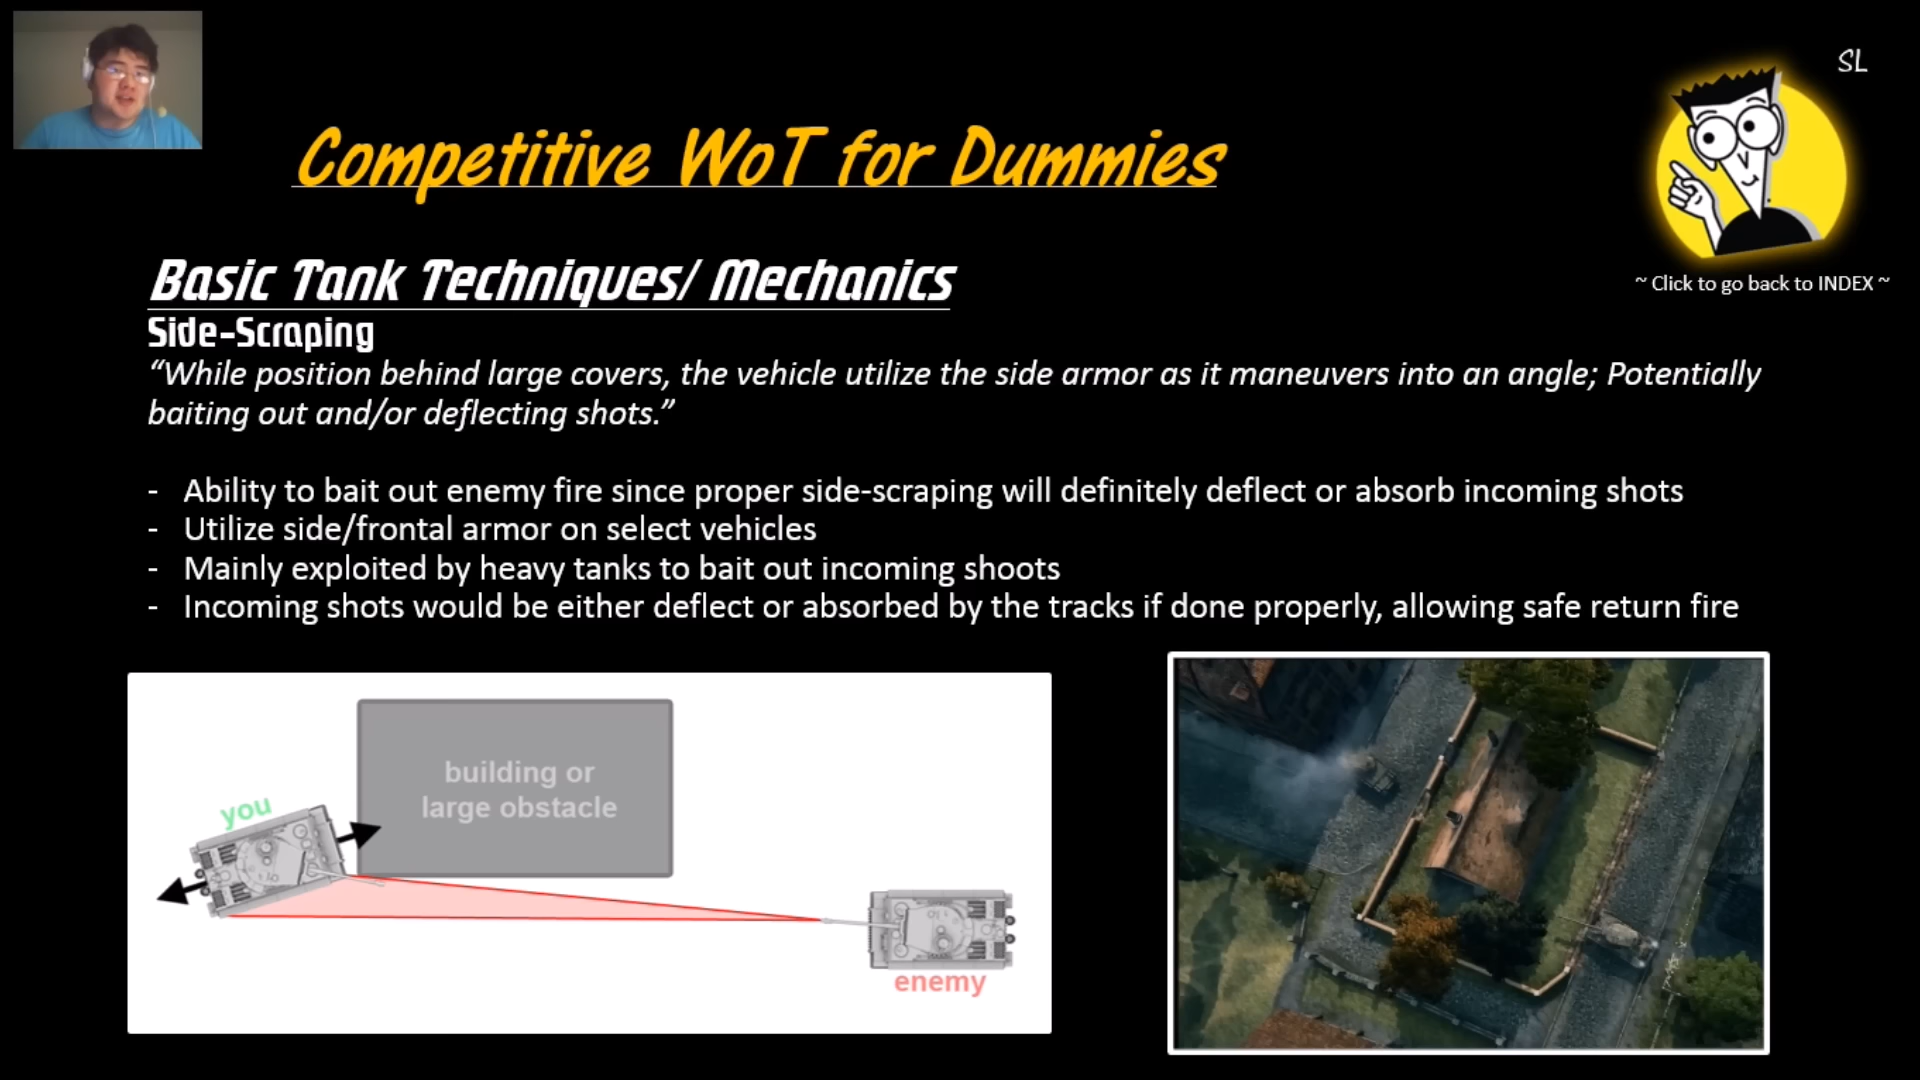 SL
Competitive WoT for Dummies
~ Click to go back to INDEX ~
Basic Tank Techniques/ Mechanics
Side-Scraping
“While position behind large covers, the vehicle utilize the side armor as it maneuvers into an angle; Potentially
baiting out and/or deflecting shots.”
- Ability to bait out enemy fire since proper side-scraping will definitely deflect or absorb incoming shots
- Utilize side/frontal armor on select vehicles
- Mainly exploited by heavy tanks to bait out incoming shoots
- Incoming shots would be either deflect or absorbed by the tracks if done properly, allowing safe return fire
building or
large obstacle
you
enemy